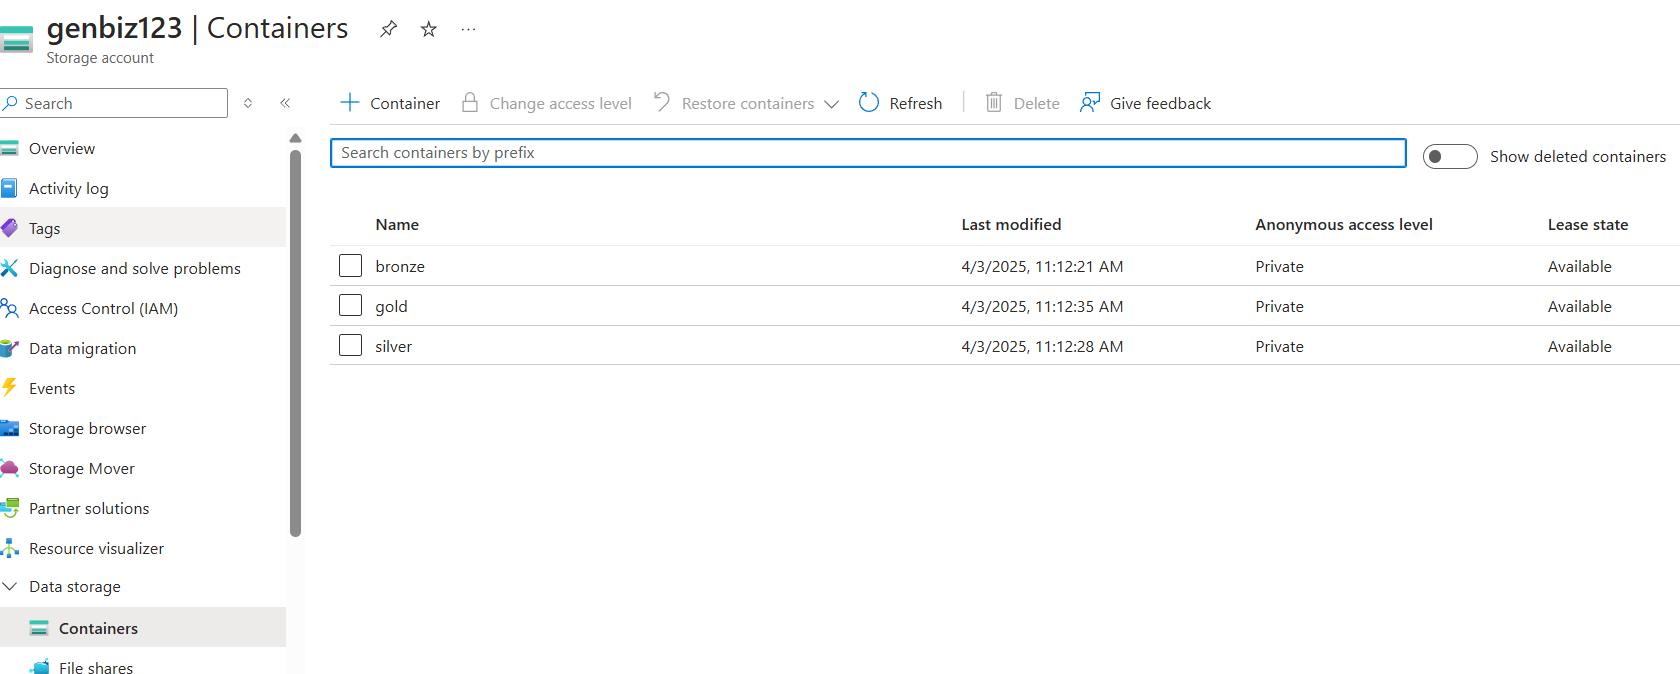 genbiz123 | Containers
Storage account
Search
Container
Change access level
Restore containers
Refresh
Delete
Give feedback
Search containers by prefix
Show deleted containers
Overview
Activity log
Tags
Diagnose and solve problems
Access Control (IAM)
Data migration
Events
Storage browser
Storage Mover
Partner solutions
Resource visualizer
Data storage
Containers
File shares
Name Last modified Anonymous access level Lease state
bronze 4/3/2025, 11:12:21 AM Private Available
gold 4/3/2025, 11:12:35 AM Private Available
silver 4/3/2025, 11:12:28 AM Private Available